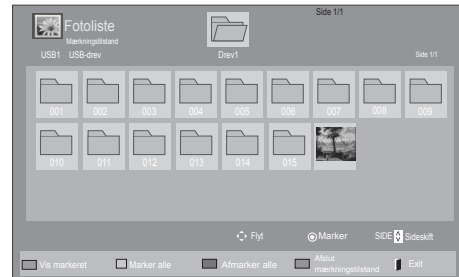 Side 1/1
Fotoliste
Mærkningstilstand
USB1 USB-drev Drev1 Side 1/1
001 002 003 004 005 006 007 008 009
010 011 012 013 014 015
Flyt Marker SIDE Sideskift
Vis markeret Marker alle Afmarker alle Afslut mærkningstilstand Exit